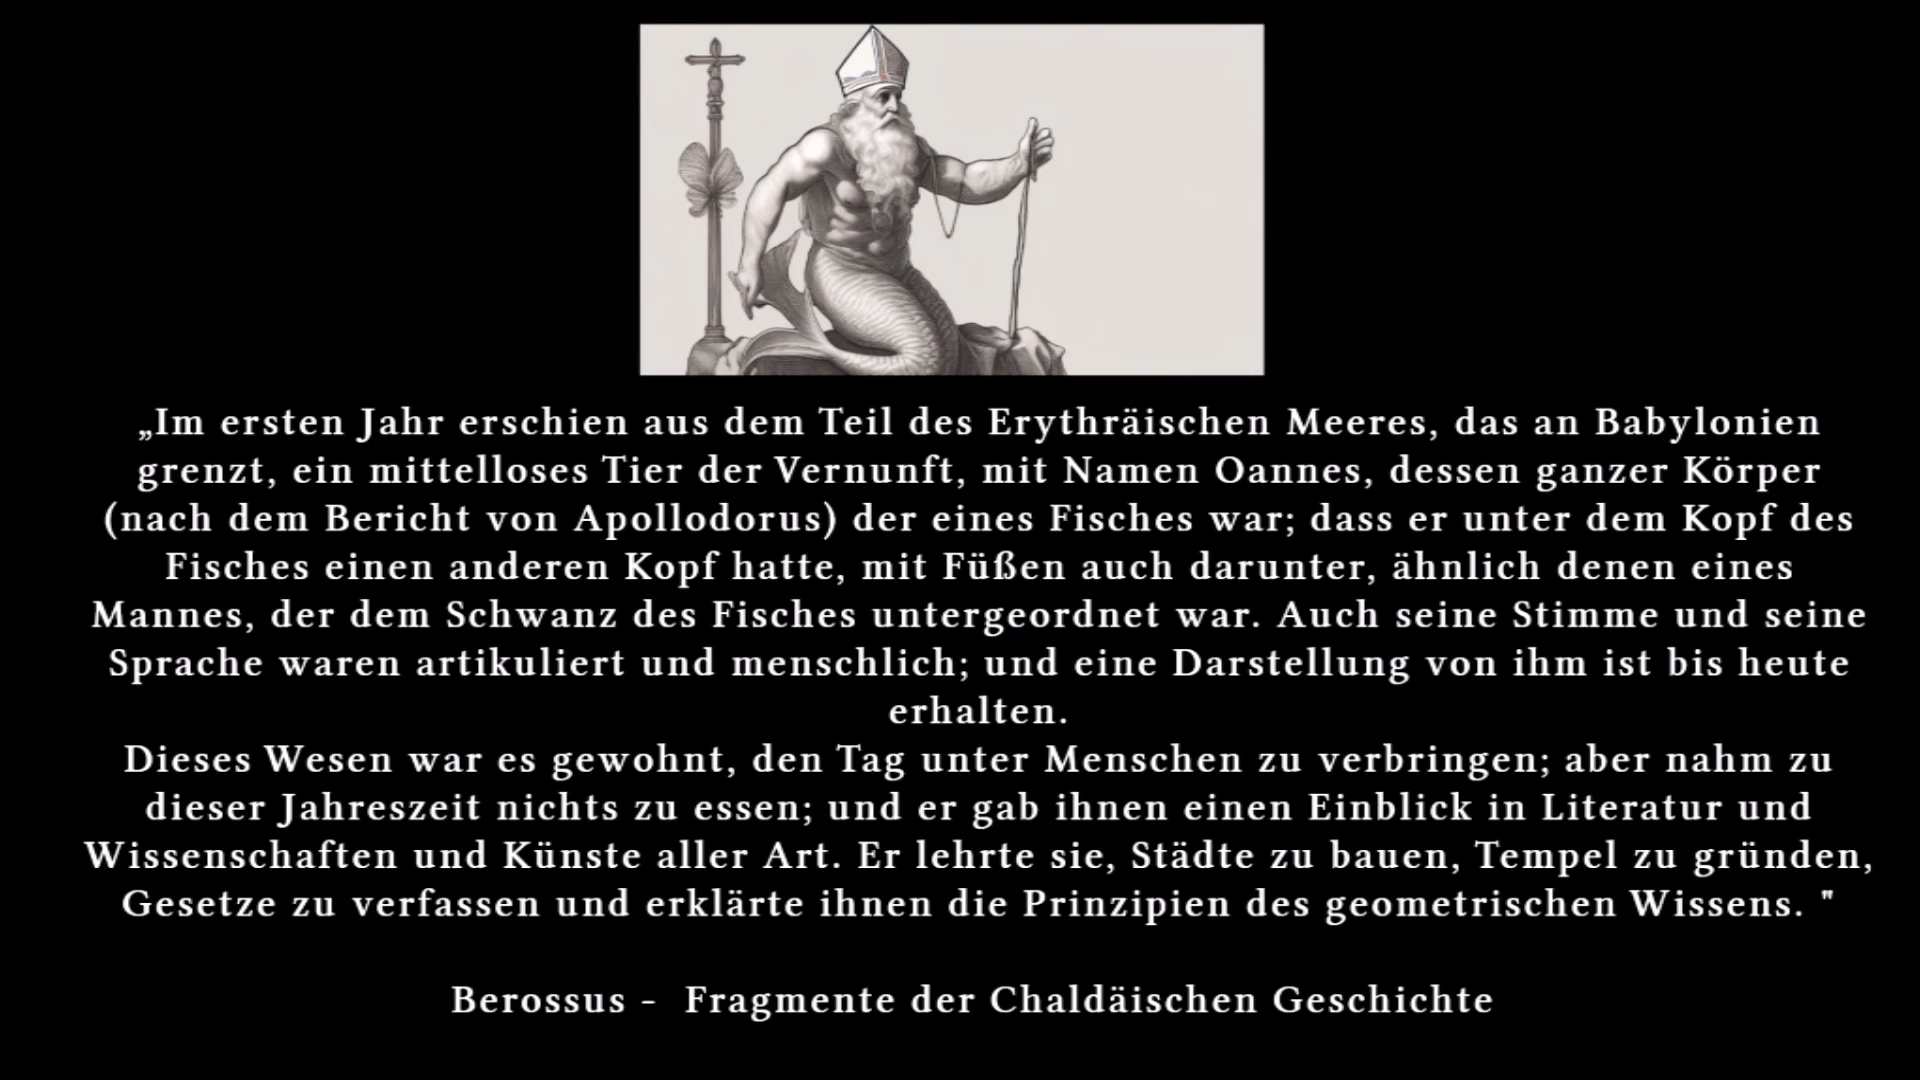 „Im ersten Jahr erschien aus dem Teil des Erythräischen Meeres, das an Babylonien
grenzt, ein mittelloses Tier der Vernunft, mit Namen Oannes, dessen ganzer Körper
(nach dem Bericht von Apollodorus) der eines Fisches war; dass er unter dem Kopf des
Fisches einen anderen Kopf hatte, mit Füßen auch darunter, ähnlich denen eines
Mannes, der dem Schwanz des Fisches untergeordnet war. Auch seine Stimme und seine
Sprache waren artikuliert und menschlich; und eine Darstellung von ihm ist bis heute
erhalten.
Dieses Wesen war es gewohnt, den Tag unter Menschen zu verbringen; aber nahm zu
dieser Jahreszeit nichts zu essen; und er gab ihnen einen Einblick in Literatur und
Wissenschaften und Künste aller Art. Er lehrte sie, Städte zu bauen, Tempel zu gründen,
Gesetze zu verfassen und erklärte ihnen die Prinzipien des geometrischen Wissens. "
Berossus - Fragmente der Chaldäischen Geschichte